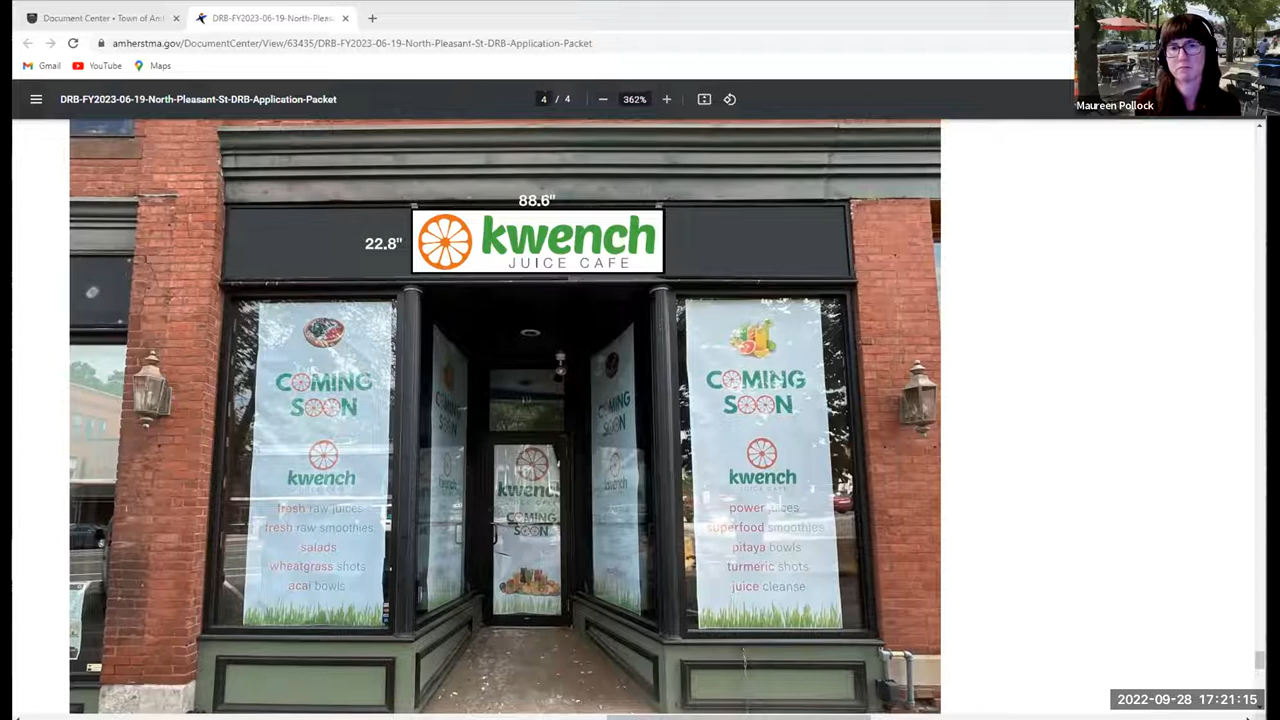 Document Center • Town of Am
DRB-FY2023-06-19-North-Pleas
amherstma.gov/DocumentCenter/View/63435/DRB-FY2023-06-19-North-Pleasant-St-DRB-Application-Packet
Gmail
YouTube
Maps
DRB-FY2023-06-19-North-Pleasant-St-DRB-Application-Packet
4 / 4
362%
Maureen Pollock
88.6"
22.8"
kwench
JUICE CAFE
COMING
SOON
kwench
JUICE CAFE
fresh raw juices
fresh raw smoothies
salads
wheatgrass shots
acai bowls
COMING
SOON
kwench
COMING
SOON
COMING
SOON
kwench
JUICE CAFE
power juices
superfood smoothies
pitaya bowls
turmeric shots
juice cleanse
2022-09-28 17:21:15